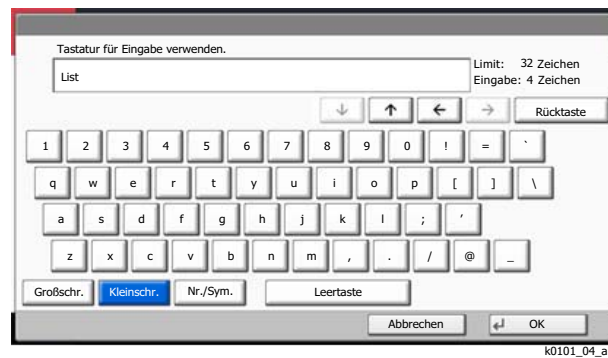 Tastatur für Eingabe verwenden.
List
Limit: 32 Zeichen
Eingabe: 4 Zeichen
↓ ↑ ← → Rücktaste
1 2 3 4 5 6 7 8 9 0 ! = `
q w e r t y u i o p [ ] \
a s d f g h j k l ; ’
z x c v b n m , . / @ _
Großschr. Kleinschr. Nr./Sym. Leertaste
Abbrechen ↵ OK
k0101_04_a